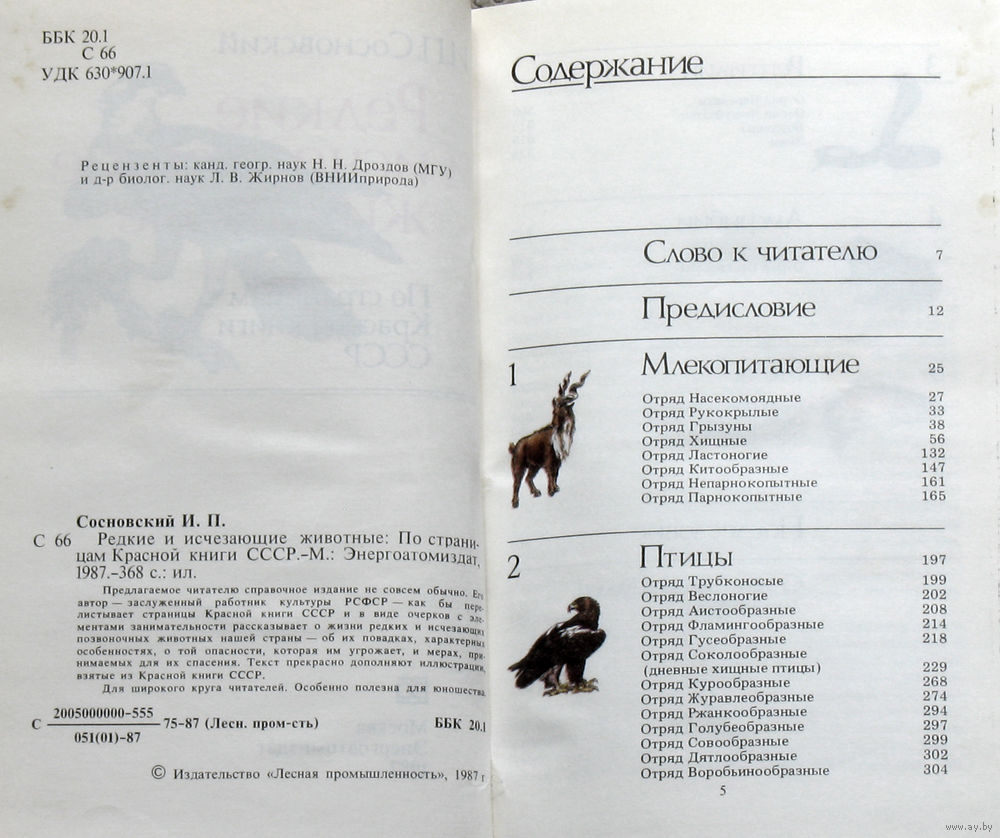 ББК 20.1
С 66
УДК 630*907.1
Рецензенты: канд. геогр. наук Н. Н. Дроздов (МГУ)
и д-р биолог. наук Л. В. Жирнов (ВНИИприрода)
Сосновский И. П.
С 66 Редкие и исчезающие животные: По страни-
цам Красной книги СССР.–М.: Энергоатомиздат,
1987.–368 с.: ил.
Предлагаемое читателю справочное издание не совсем обычно. Его
автор — заслуженный работник культуры РСФСР — как бы пере-
листывает страницы Красной книги СССР и в виде очерков с эле-
ментами занимательности рассказывает о жизни редких и исчезающих
позвоночных животных нашей страны — об их повадках, характерных
особенностях, о той опасности, которая им угрожает, и мерах, при-
нимаемых для их спасения. Текст прекрасно дополняют иллюстрации,
взятые из Красной книги СССР.
Для широкого круга читателей. Особенно полезна для юношества.
С 2005000000-555 75-87 (Лесн. пром-сть) ББК 20.1
051(01)-87
© Издательство «Лесная промышленность», 1987 г
Содержание
Слово к читателю 7
Предисловие 12
1 Млекопитающие 25
Отряд Насекомоядные 27
Отряд Рукокрылые 33
Отряд Грызуны 38
Отряд Хищные 56
Отряд Ластоногие 132
Отряд Китообразные 147
Отряд Непарнокопытные 161
Отряд Парнокопытные 165
2 Птицы 197
Отряд Трубконосые 199
Отряд Веслоногие 202
Отряд Аистообразные 208
Отряд Фламингообразные 214
Отряд Гусеобразные 218
Отряд Соколообразные
(дневные хищные птицы) 229
Отряд Курообразные 268
Отряд Журавлеобразные 274
Отряд Ржанкообразные 294
Отряд Голубеобразные 297
Отряд Совообразные 299
Отряд Дятлообразные 302
Отряд Воробьинообразные 304
5
www.ay.by